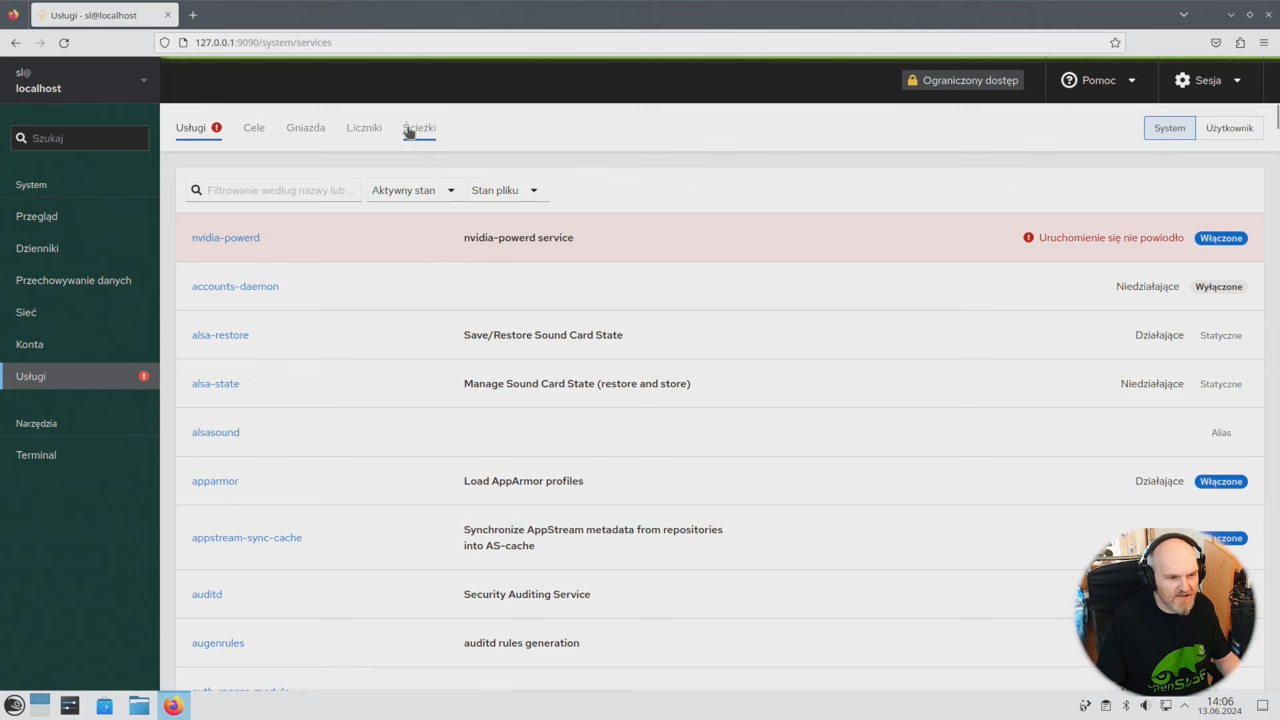 Usługi - sl@localhost
127.0.0.1:9090/system/services
sl@
localhost
Ograniczony dostęp
Pomoc
Sesja
Szukaj
System
Przegląd
Dzienniki
Przechowywanie danych
Sieć
Konta
Usługi
Narzędzia
Terminal
Usługi
Cele
Gniazda
Liczniki
Ścieżki
System
Użytkownik
Filtrowanie według nazwy lub ...
Aktywny stan
Stan pliku
nvidia-powerd nvidia-powerd service Uruchomienie się nie powiodło Włączone
accounts-daemon Niedziałające Wyłączone
alsa-restore Save/Restore Sound Card State Działające Statyczne
alsa-state Manage Sound Card State (restore and store) Niedziałające Statyczne
alsasound Alias
apparmor Load AppArmor profiles Działające Włączone
appstream-sync-cache Synchronize AppStream metadata from repositories
into AS-cache
auditd Security Auditing Service
augenrules auditd rules generation
14:06
13.06.2024